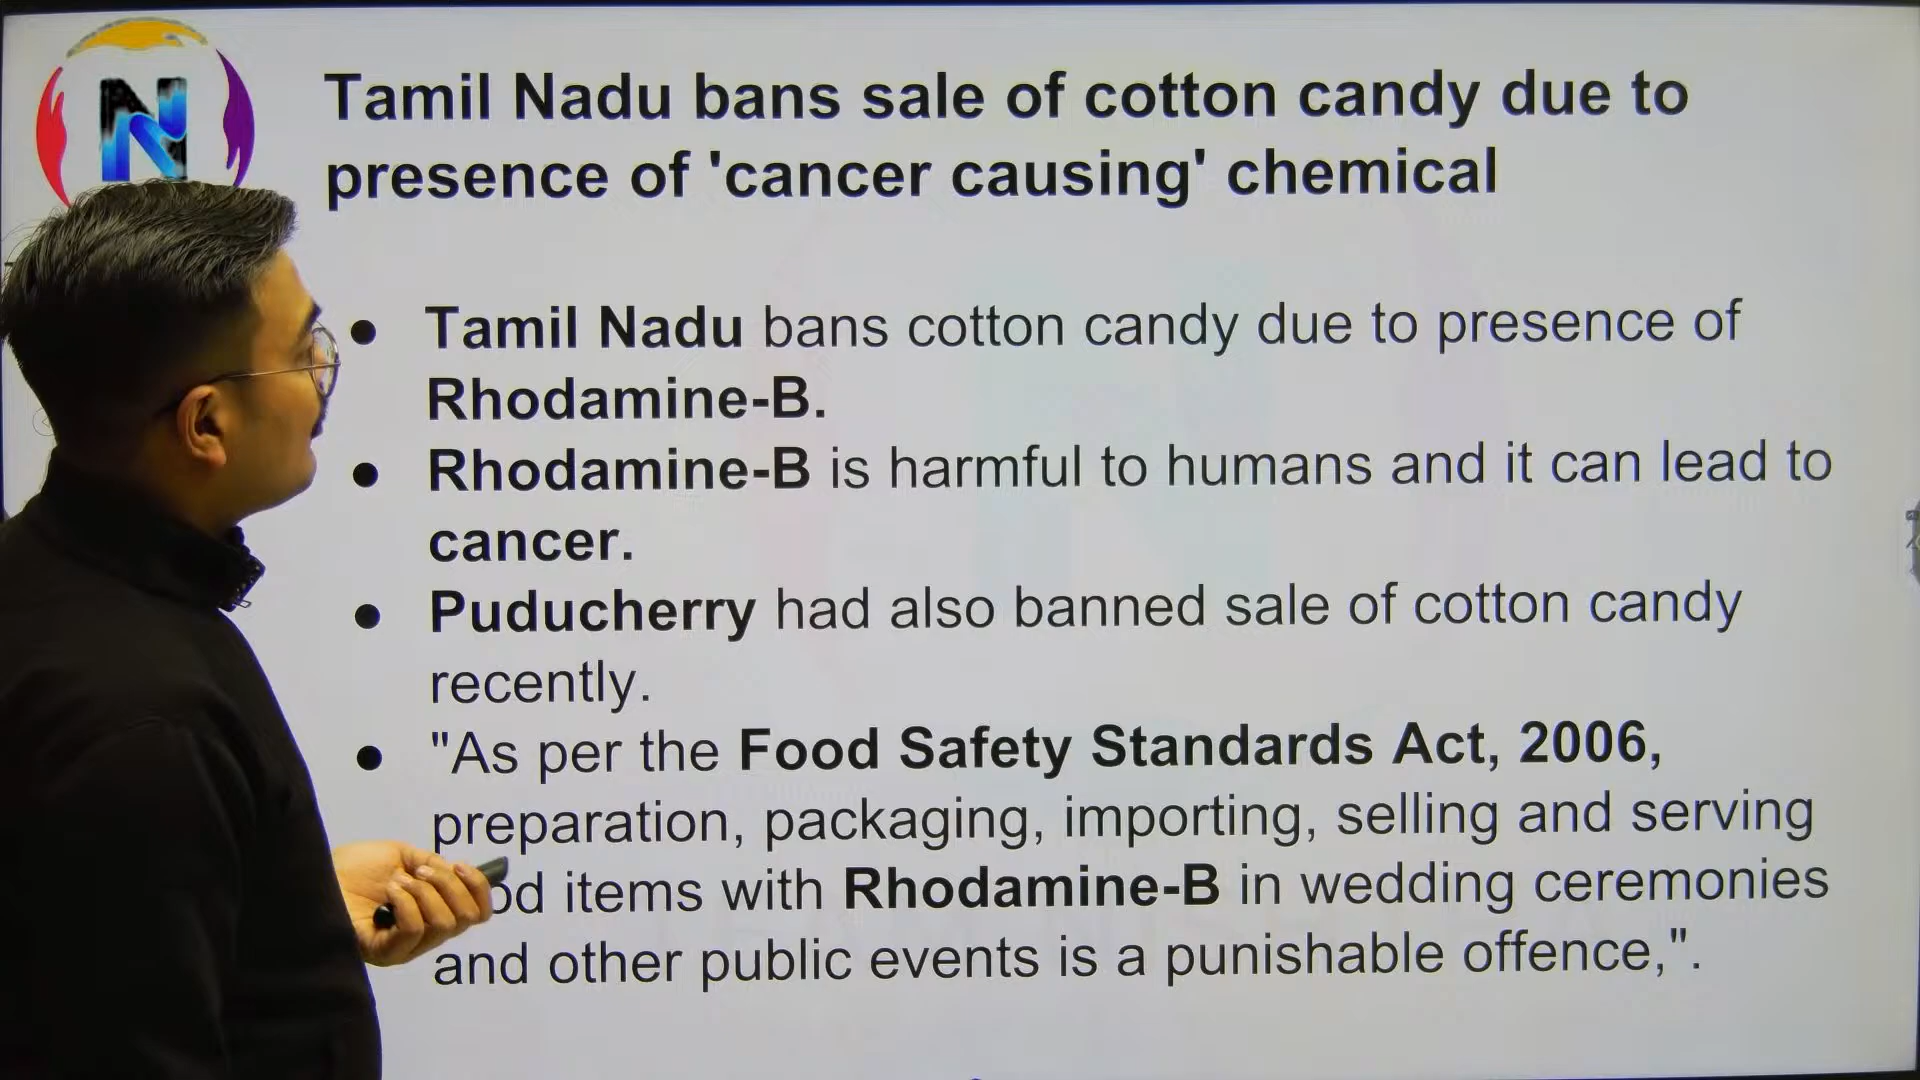 Tamil Nadu bans sale of cotton candy due to
presence of 'cancer causing' chemical
● Tamil Nadu bans cotton candy due to presence of
Rhodamine-B.
● Rhodamine-B is harmful to humans and it can lead to
cancer.
● Puducherry had also banned sale of cotton candy
recently.
● "As per the Food Safety Standards Act, 2006,
preparation, packaging, importing, selling and serving
items with Rhodamine-B in wedding ceremonies
and other public events is a punishable offence,".